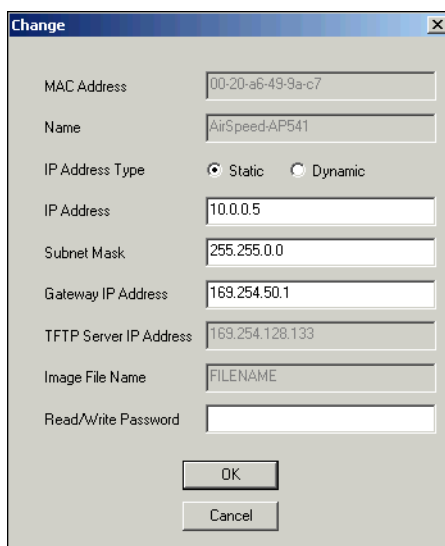 Change
MAC Address 00-20-a6-49-9a-c7
Name AirSpeed-AP541
IP Address Type Static Dynamic
IP Address 10.0.0.5
Subnet Mask 255.255.0.0
Gateway IP Address 169.254.50.1
TFTP Server IP Address 169.254.128.133
Image File Name FILENAME
Read/Write Password
OK
Cancel